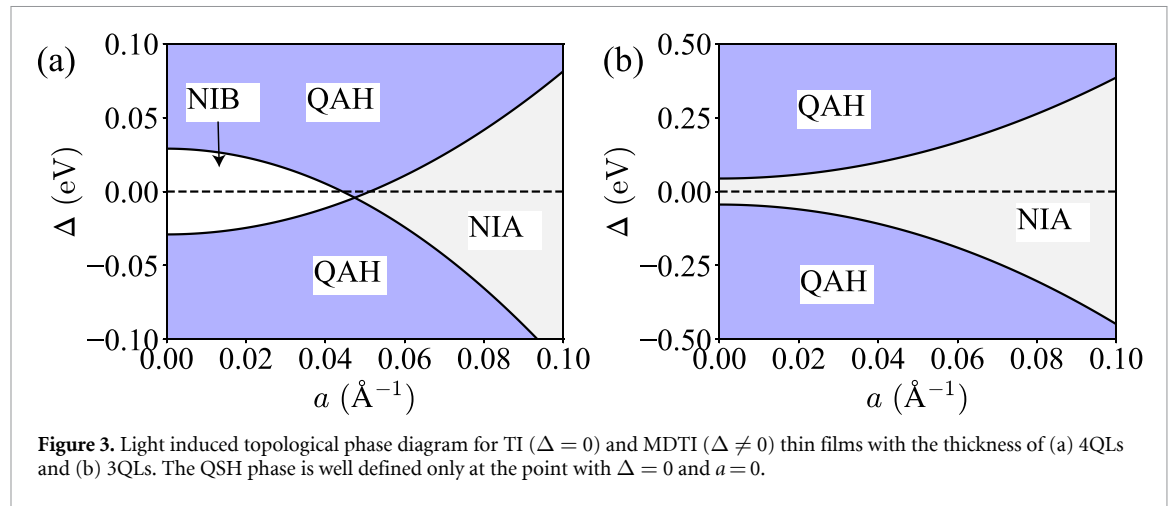 (a)
0.10
0.05
0.00
−0.05
−0.10
Δ (eV)
NIB
QAH
NIA
QAH
0.00 0.02 0.04 0.06 0.08 0.10
a (Å⁻¹)
(b)
0.50
0.25
0.00
−0.25
−0.50
Δ (eV)
QAH
NIA
QAH
0.00 0.02 0.04 0.06 0.08 0.10
a (Å⁻¹)
Figure 3. Light induced topological phase diagram for TI (Δ = 0) and MDTI (Δ ≠ 0) thin films with the thickness of (a) 4QLs
and (b) 3QLs. The QSH phase is well defined only at the point with Δ = 0 and a = 0.